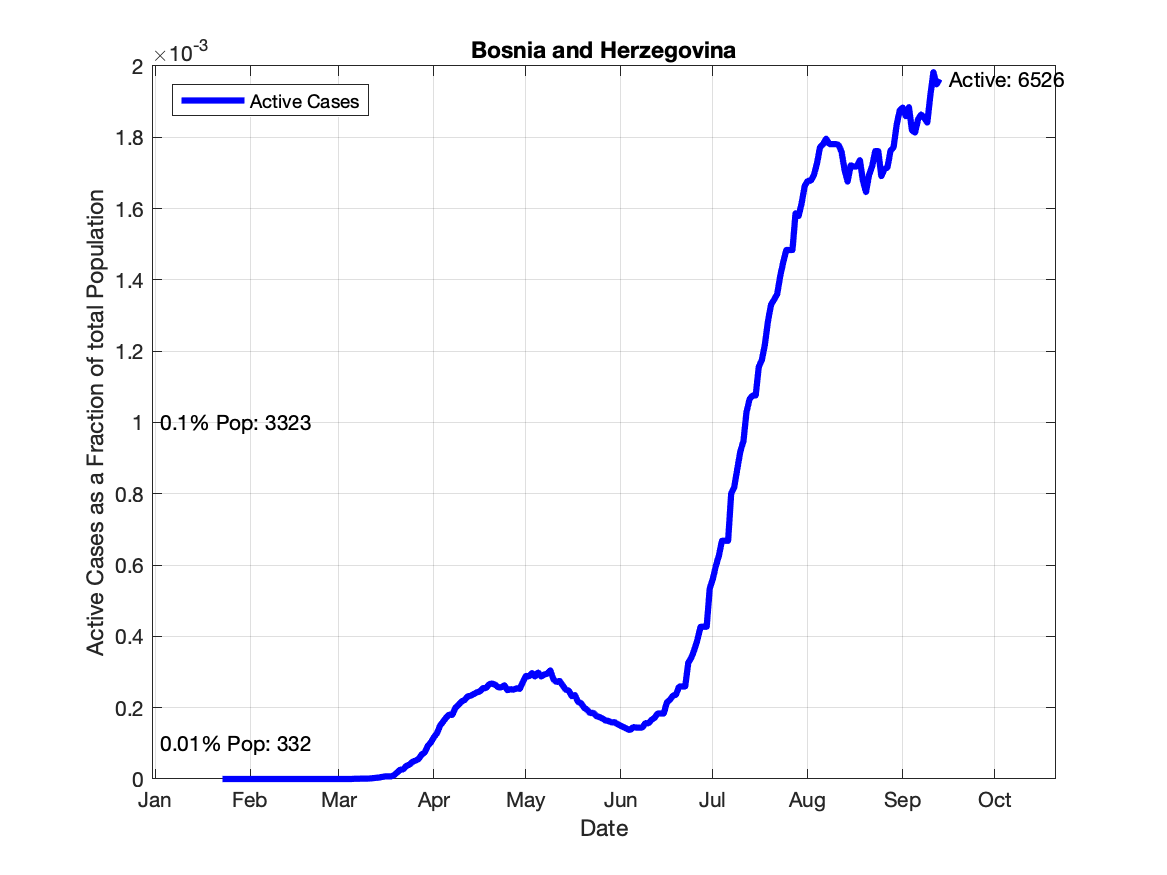 Bosnia and Herzegovina
×10-3
Active Cases
Active: 6526
2
1.8
1.6
1.4
1.2
1
0.8
0.6
0.4
0.2
0
0.1% Pop: 3323
0.01% Pop: 332
Active Cases as a Fraction of total Population
Jan Feb Mar Apr May Jun Jul Aug Sep Oct
Date